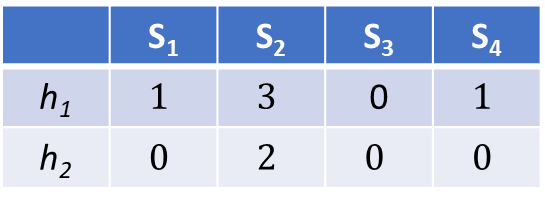 S₁ S₂ S₃ S₄
h₁ 1 3 0 1
h₂ 0 2 0 0